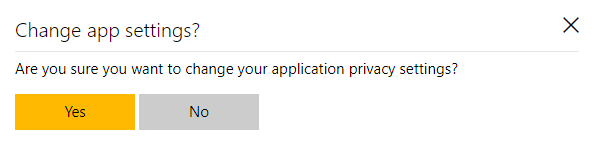 Change app settings?
Are you sure you want to change your application privacy settings?
Yes No